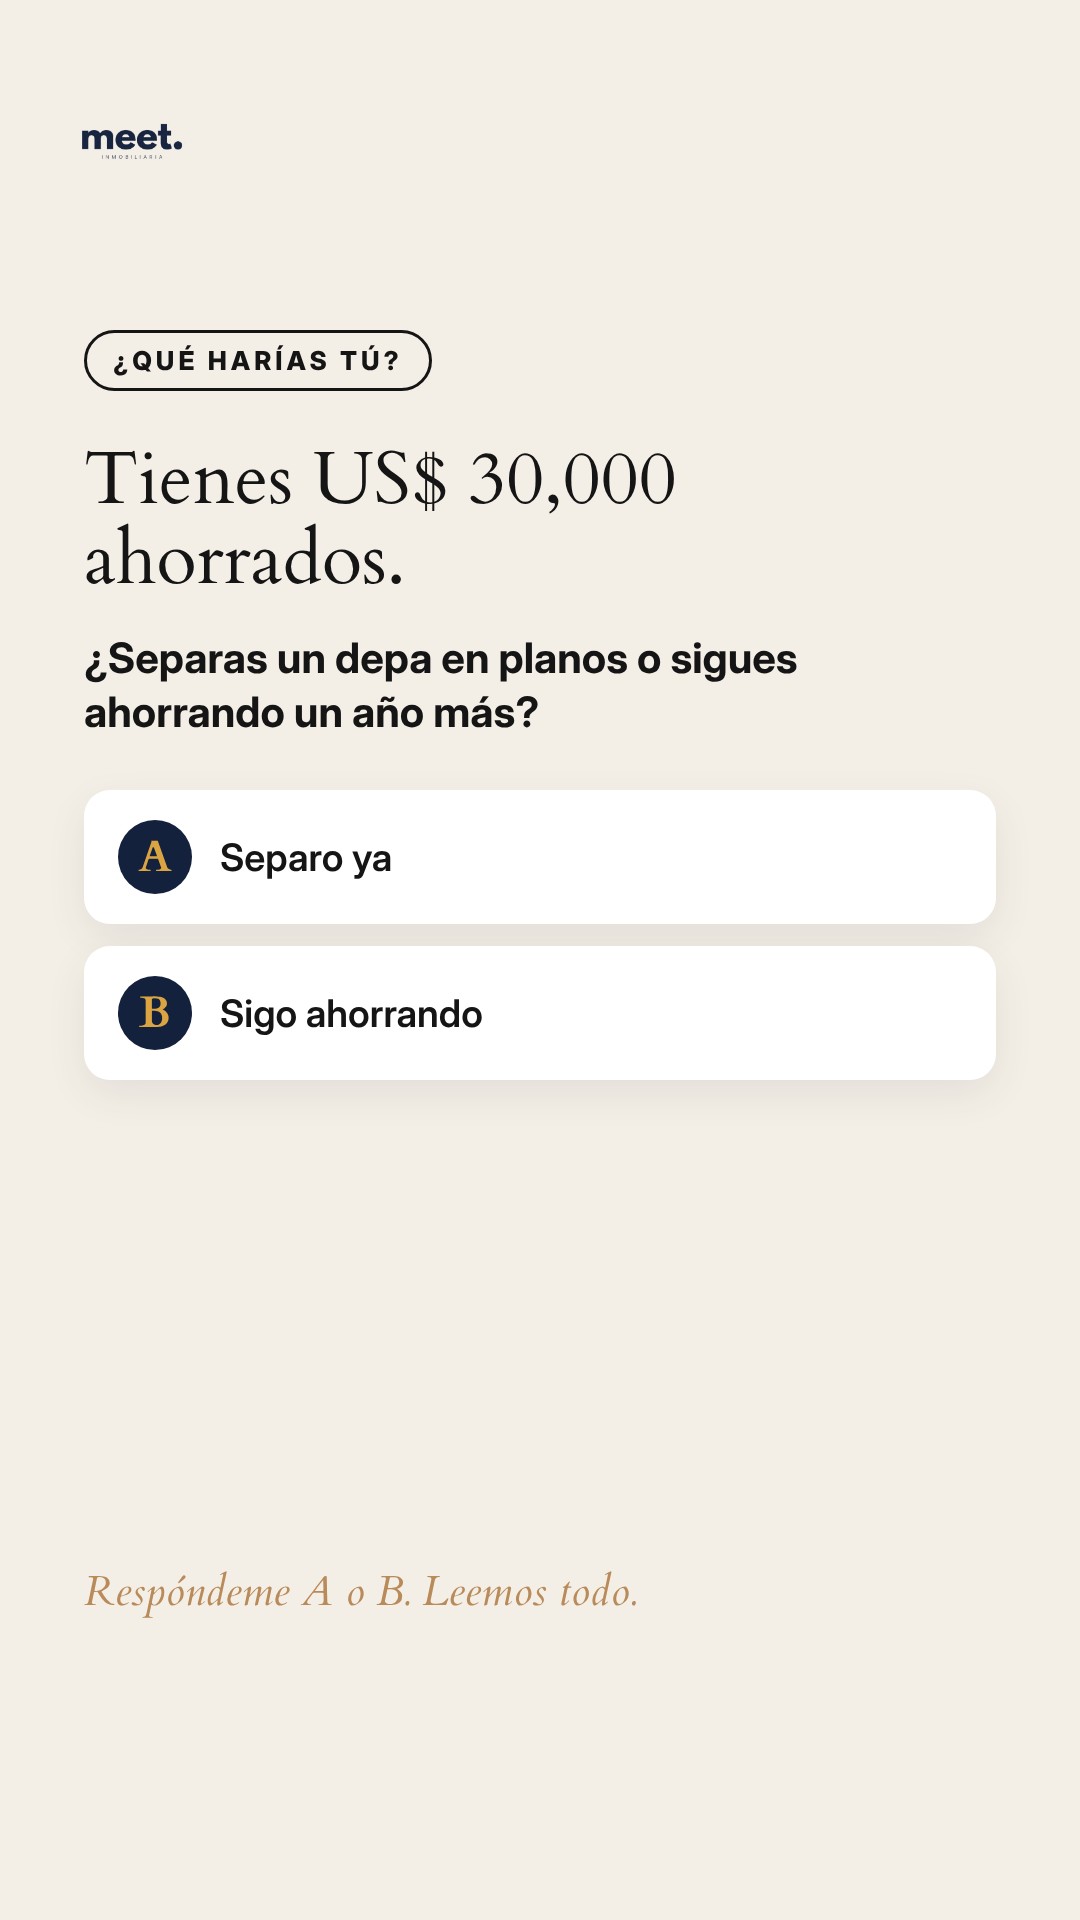 meet.
INMOBILIARIA
¿QUÉ HARÍAS TÚ?
Tienes US$ 30,000
ahorrados.
¿Separas un depa en planos o sigues
ahorrando un año más?
A Separo ya
B Sigo ahorrando
Respóndeme A o B. Leemos todo.